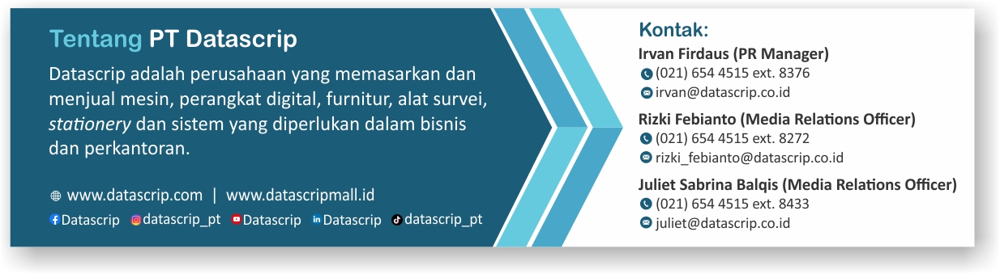 Tentang PT Datascrip
Datascrip adalah perusahaan yang memasarkan dan
menjual mesin, perangkat digital, furnitur, alat survei,
stationery dan sistem yang diperlukan dalam bisnis
dan perkantoran.
www.datascrip.com | www.datascripmall.id
Datascrip datascrip_pt Datascrip Datascrip datascrip_pt
Kontak:
Irvan Firdaus (PR Manager)
(021) 654 4515 ext. 8376
irvan@datascrip.co.id
Rizki Febianto (Media Relations Officer)
(021) 654 4515 ext. 8272
rizki_febianto@datascrip.co.id
Juliet Sabrina Balqis (Media Relations Officer)
(021) 654 4515 ext. 8433
juliet@datascrip.co.id